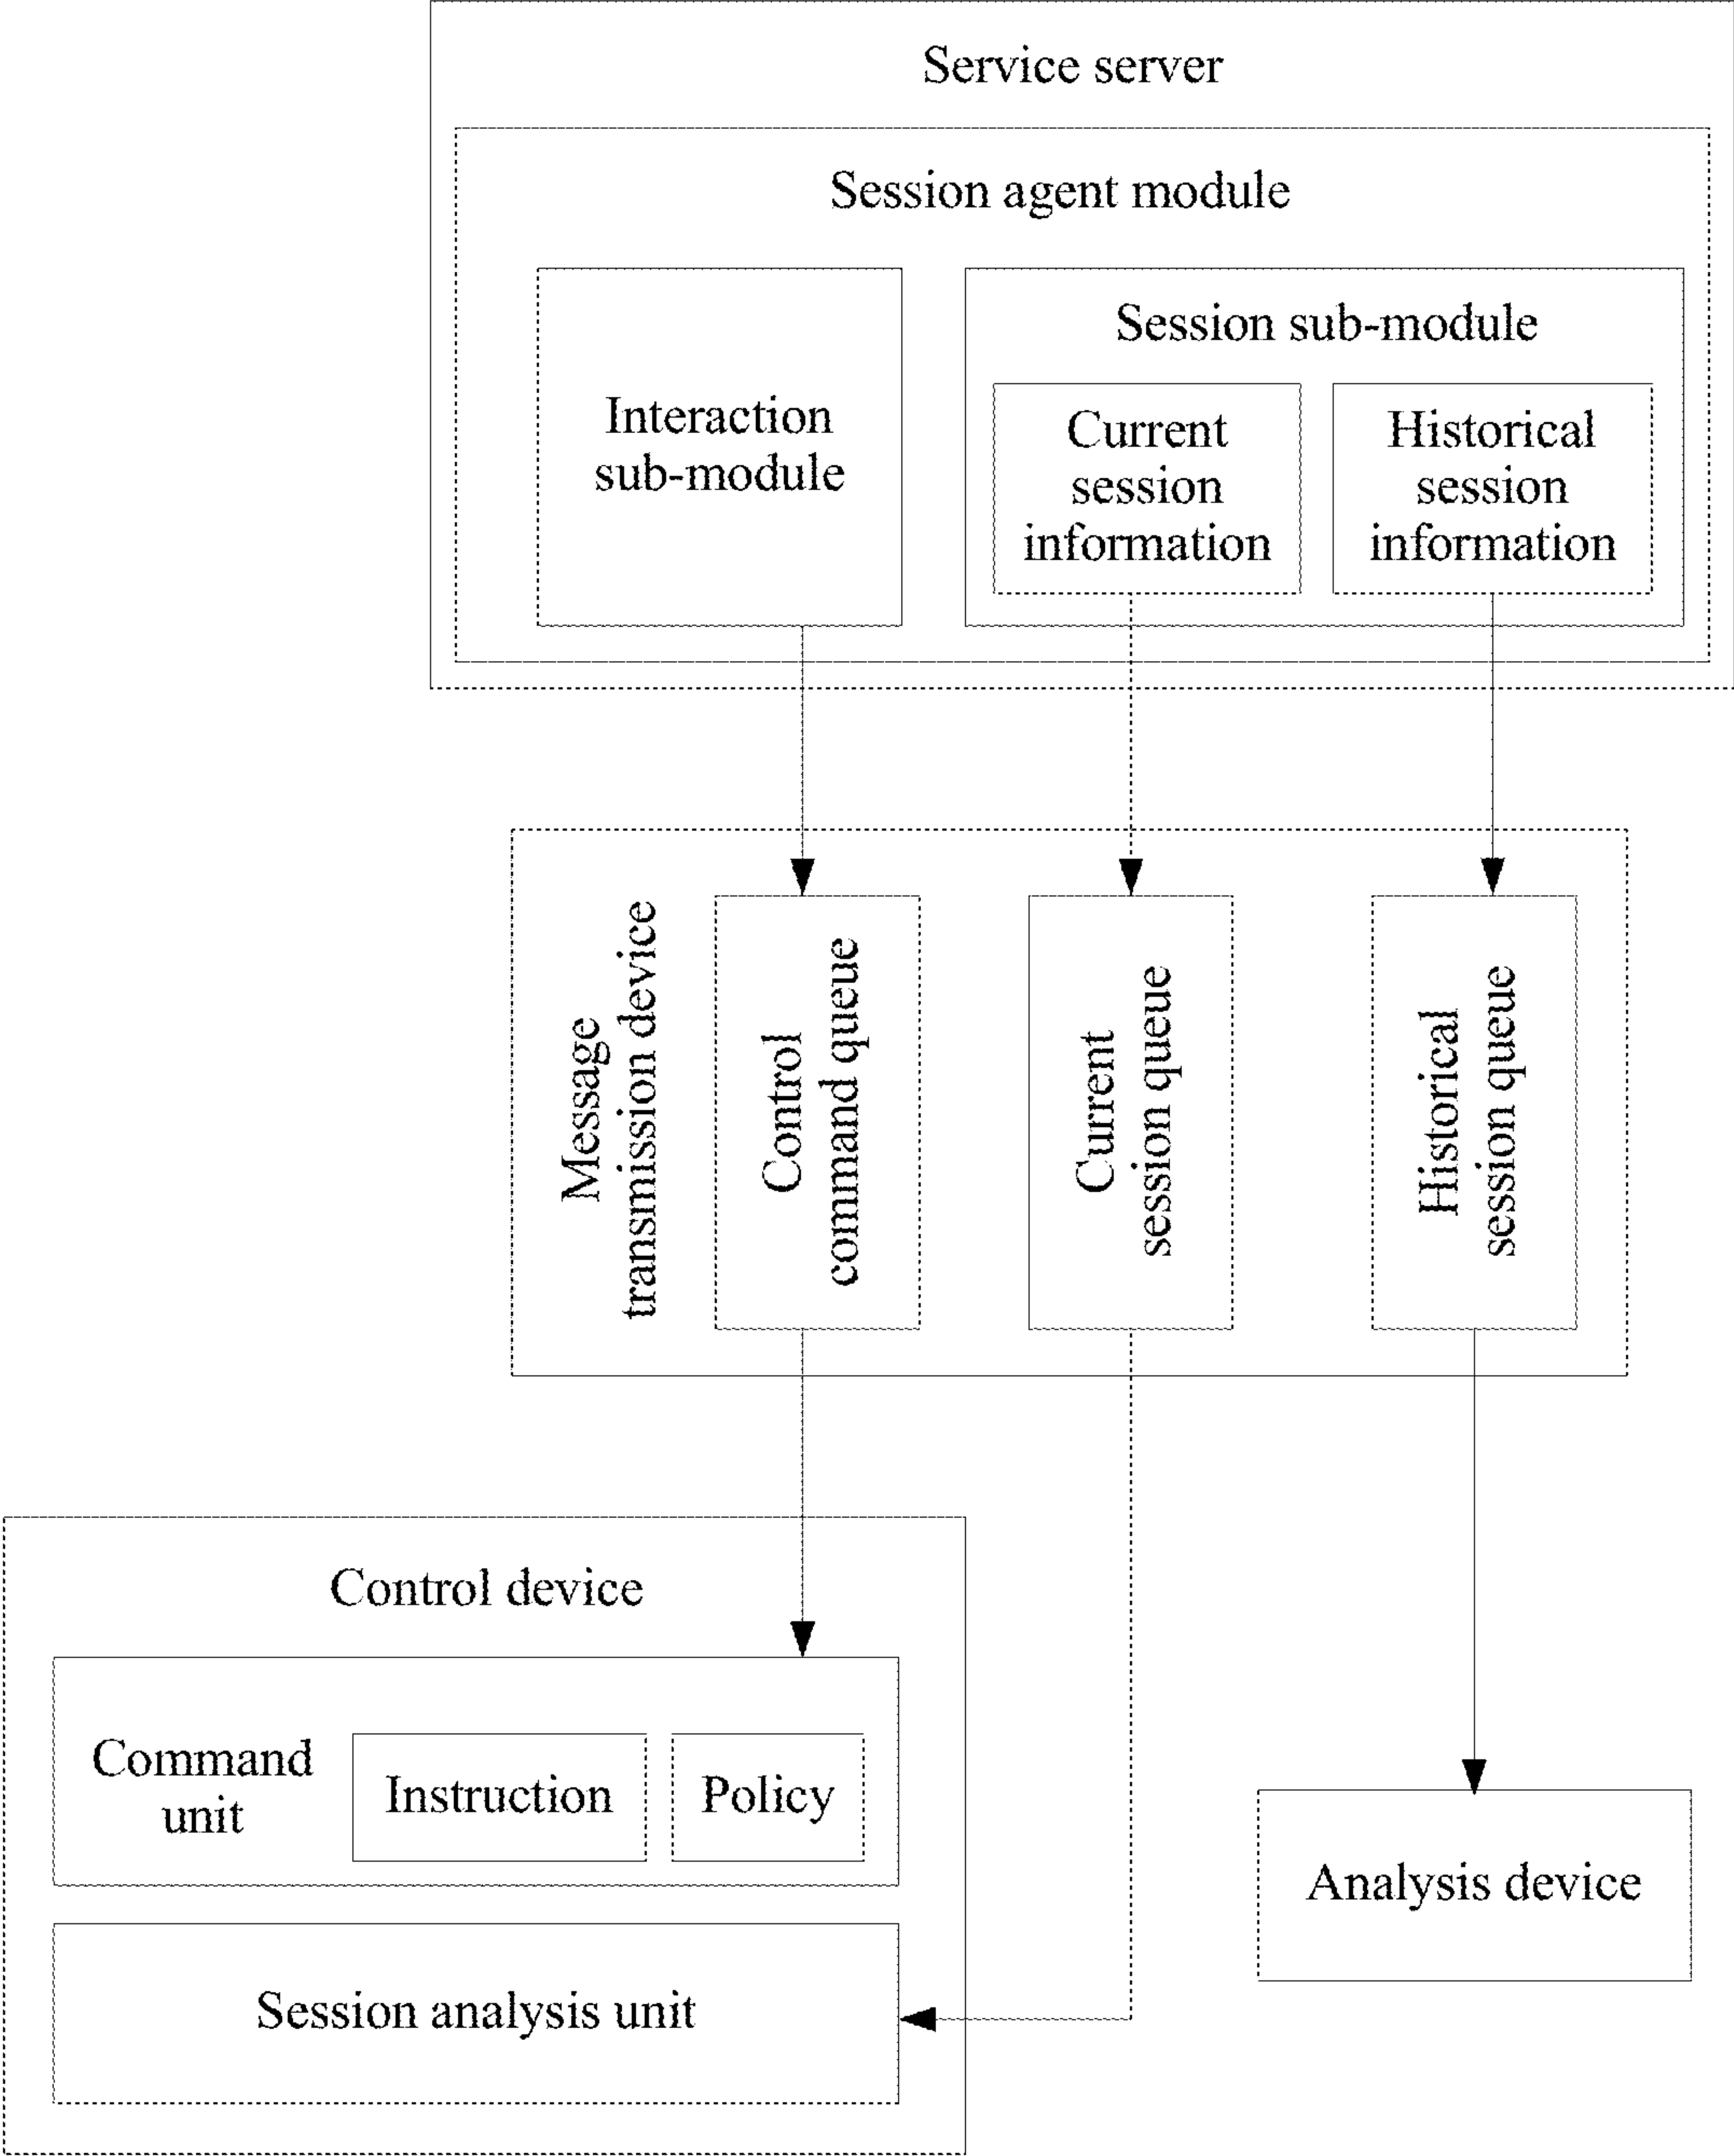 Service server
Session agent module
Interaction
sub-module
Session sub-module
Current
session
information
Historical
session
information
Message
transmission device
Control
command queue
Current
session queue
Historical
session queue
Control device
Command
unit
Instruction
Policy
Session analysis unit
Analysis device